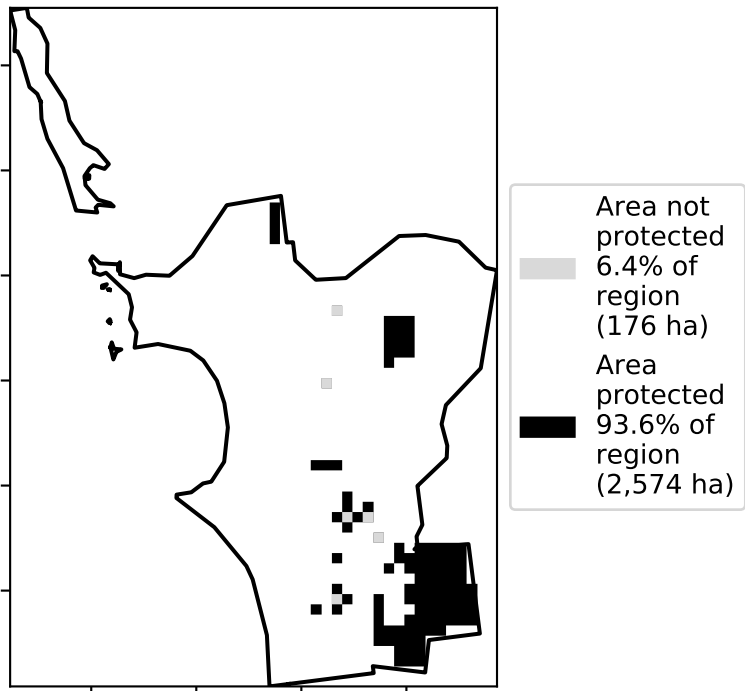 Area not
protected
6.4% of
region
(176 ha)
Area
protected
93.6% of
region
(2,574 ha)